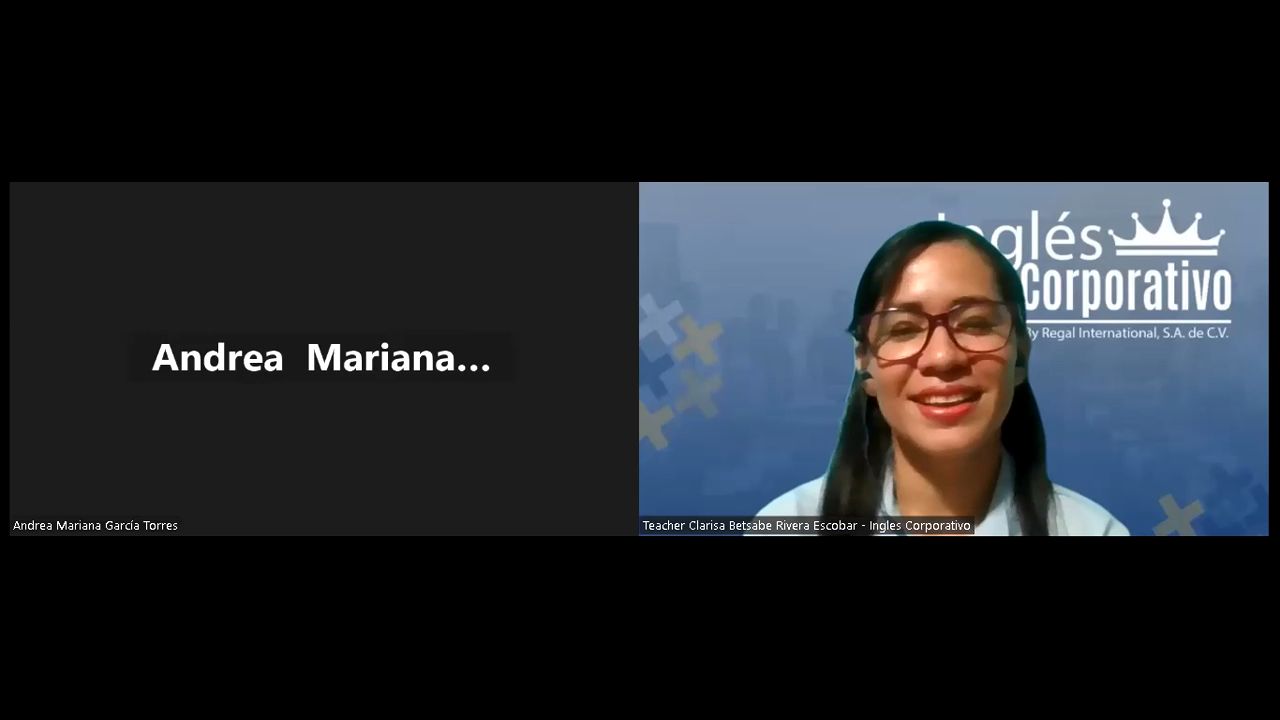 Andrea Mariana...
Andrea Mariana García Torres
Inglés
Corporativo
By Regal International, S.A. de C.V.
Teacher Clarisa Betsabe Rivera Escobar - Ingles Corporativo